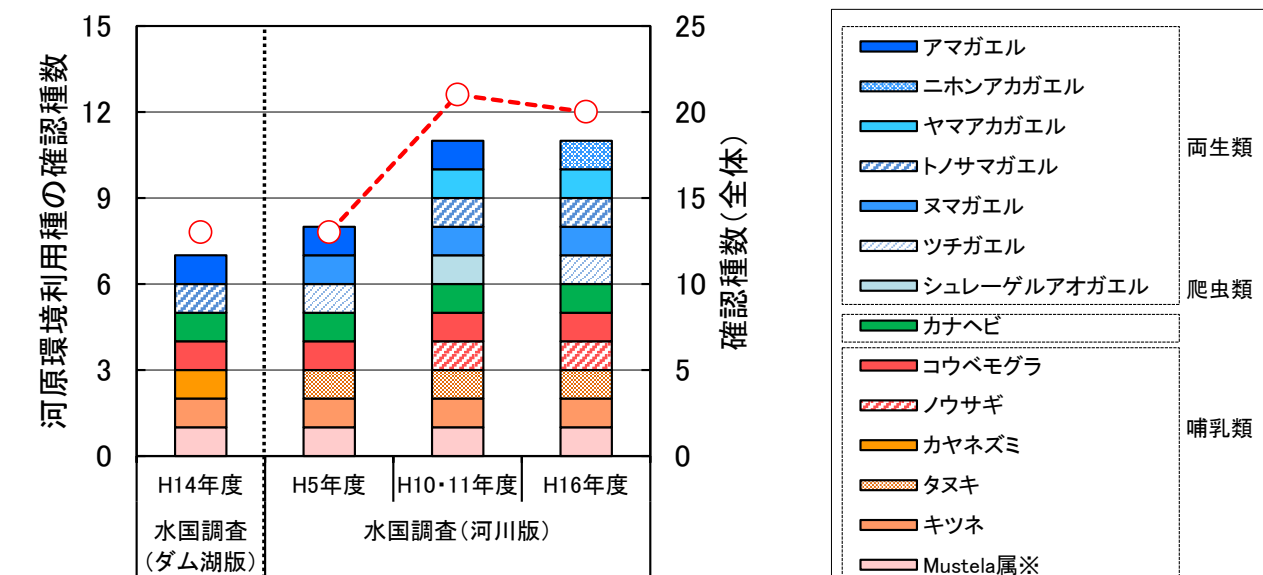 河原環境利用種の確認種数
15
12
9
6
3
0
25
20
15
10
5
0
確認種数(全体)
H14年度
H5年度
H10・11年度
H16年度
水国調査
(ダム湖版)
水国調査(河川版)
アマガエル
ニホンアカガエル
ヤマアカガエル
トノサマガエル
ヌマガエル
ツチガエル
シュレーゲルアオガエル
カナヘビ
コウベモグラ
ノウサギ
カヤネズミ
タヌキ
キツネ
Mustela属※
両生類
爬虫類
哺乳類